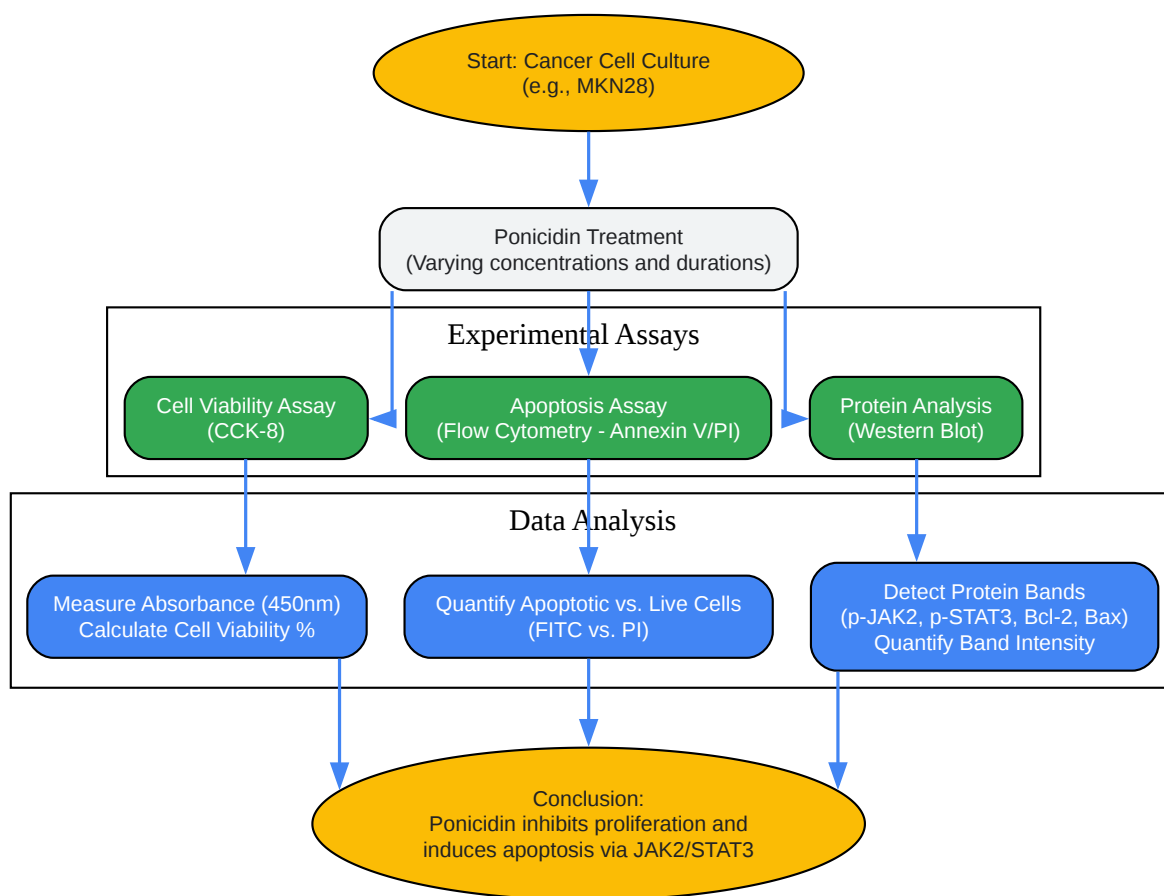 Start: Cancer Cell Culture
(e.g., MKN28)
Ponicidin Treatment
(Varying concentrations and durations)
Experimental Assays
Cell Viability Assay
(CCK-8)
Apoptosis Assay
(Flow Cytometry - Annexin V/PI)
Protein Analysis
(Western Blot)
Data Analysis
Measure Absorbance (450nm)
Calculate Cell Viability %
Quantify Apoptotic vs. Live Cells
(FITC vs. PI)
Detect Protein Bands
(p-JAK2, p-STAT3, Bcl-2, Bax)
Quantify Band Intensity
Conclusion:
Ponicidin inhibits proliferation and
induces apoptosis via JAK2/STAT3